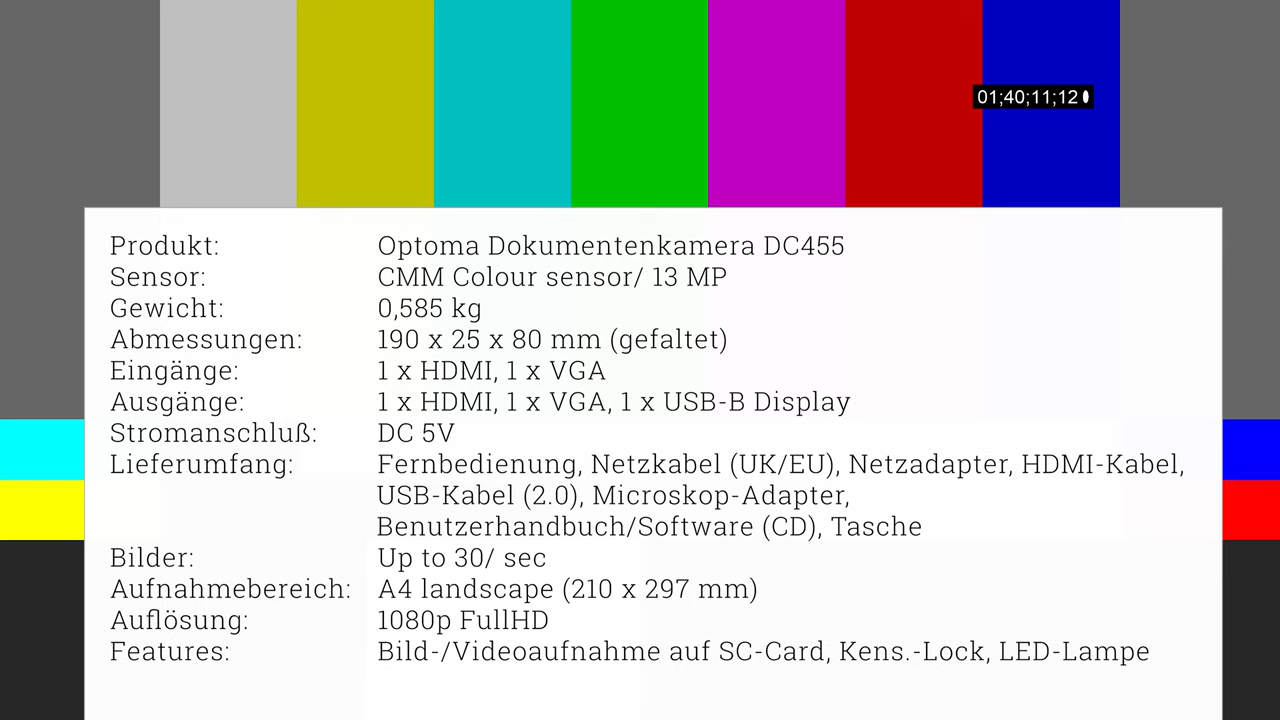 01;40;11;12
Produkt: Optoma Dokumentenkamera DC455
Sensor: CMM Colour sensor/ 13 MP
Gewicht: 0,585 kg
Abmessungen: 190 x 25 x 80 mm (gefaltet)
Eingänge: 1 x HDMI, 1 x VGA
Ausgänge: 1 x HDMI, 1 x VGA, 1 x USB-B Display
Stromanschluß: DC 5V
Lieferumfang: Fernbedienung, Netzkabel (UK/EU), Netzadapter, HDMI-Kabel,
USB-Kabel (2.0), Microskop-Adapter,
Benutzerhandbuch/Software (CD), Tasche
Bilder: Up to 30/ sec
Aufnahmebereich: A4 landscape (210 x 297 mm)
Auflösung: 1080p FullHD
Features: Bild-/Videoaufnahme auf SC-Card, Kens.-Lock, LED-Lampe